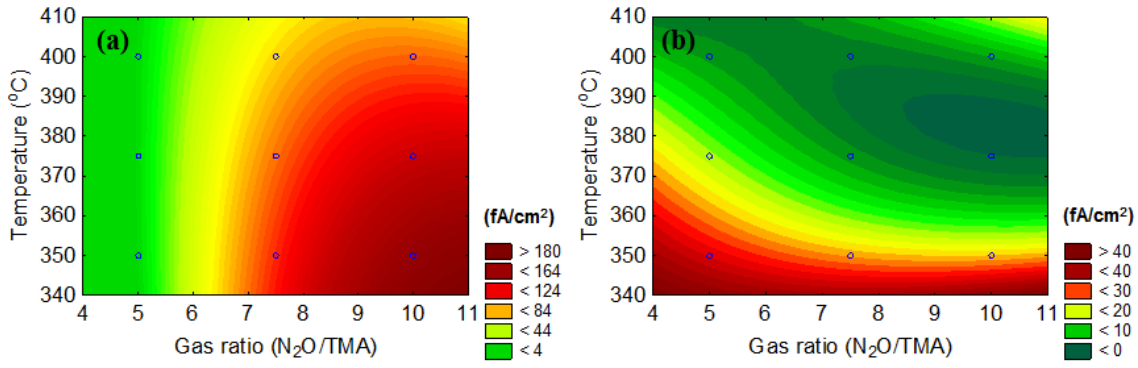 (a)
410
400
390
380
370
360
350
340
4 5 6 7 8 9 10 11
Temperature (⁰C)
Gas ratio (N₂O/TMA)
(fA/cm²)
> 180
< 164
< 124
< 84
< 44
< 4
(b)
410
400
390
380
370
360
350
340
4 5 6 7 8 9 10 11
Temperature (⁰C)
Gas ratio (N₂O/TMA)
(fA/cm²)
> 40
< 40
< 30
< 20
< 10
< 0